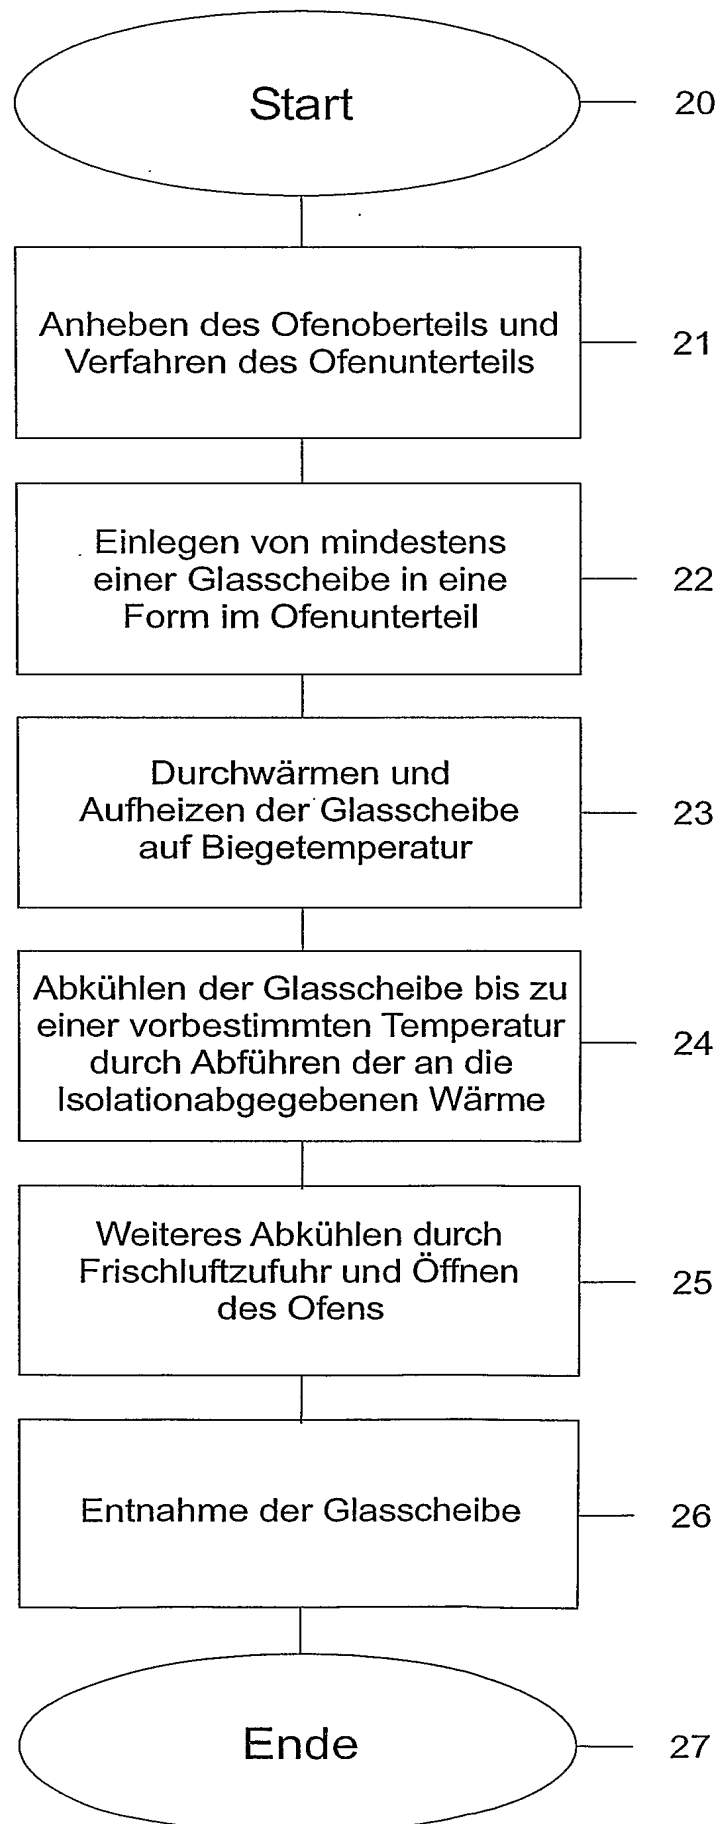 Start
20
Anheben des Ofenoberteils und
Verfahren des Ofenunterteils
21
Einlegen von mindestens
einer Glasscheibe in eine
Form im Ofenunterteil
22
Durchwärmen und
Aufheizen der Glasscheibe
auf Biegetemperatur
23
Abkühlen der Glasscheibe bis zu
einer vorbestimmten Temperatur
durch Abführen der an die
Isolationabgegebenen Wärme
24
Weiteres Abkühlen durch
Frischluftzufuhr und Öffnen
des Ofens
25
Entnahme der Glasscheibe
26
Ende
27